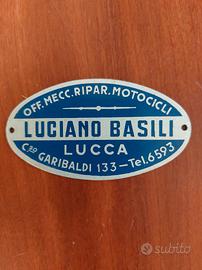 OFF. MECC. RIPAR. MOTOCICLI
LUCIANO BASILI
LUCCA
C.so GARIBALDI 133-Tel.6593
subito